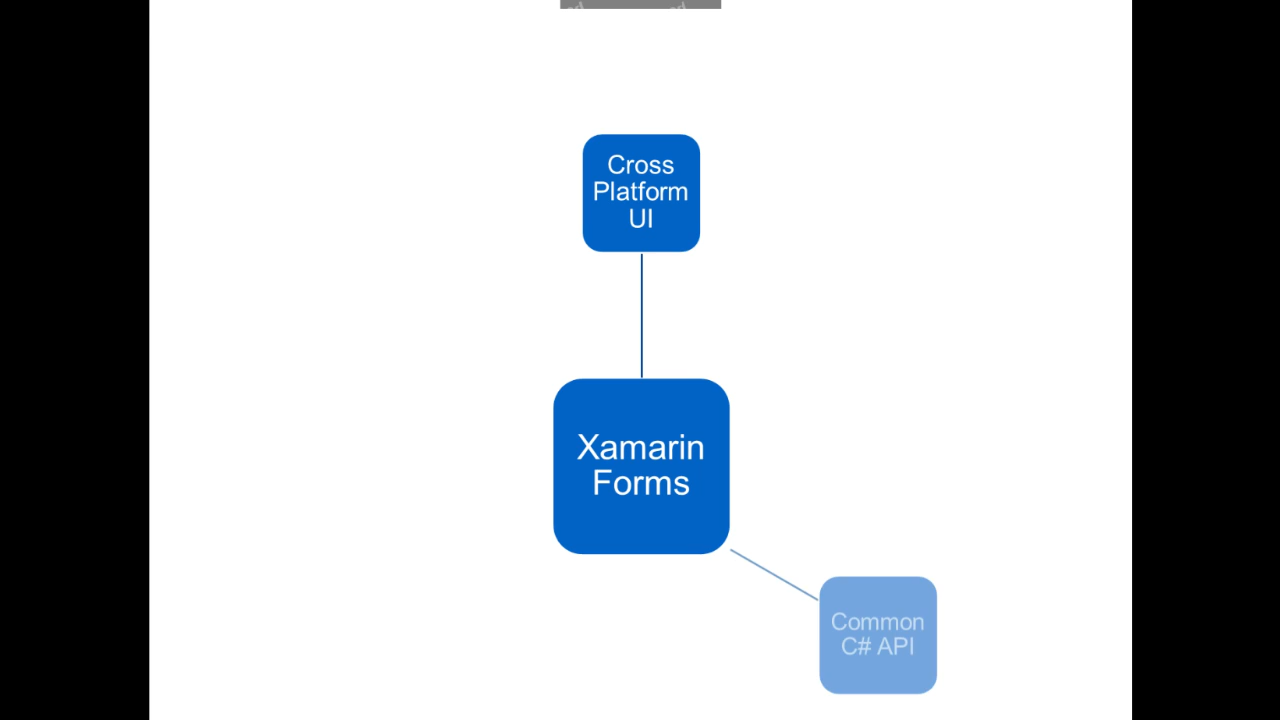 Cross
Platform
UI
Xamarin
Forms
Common
C# API